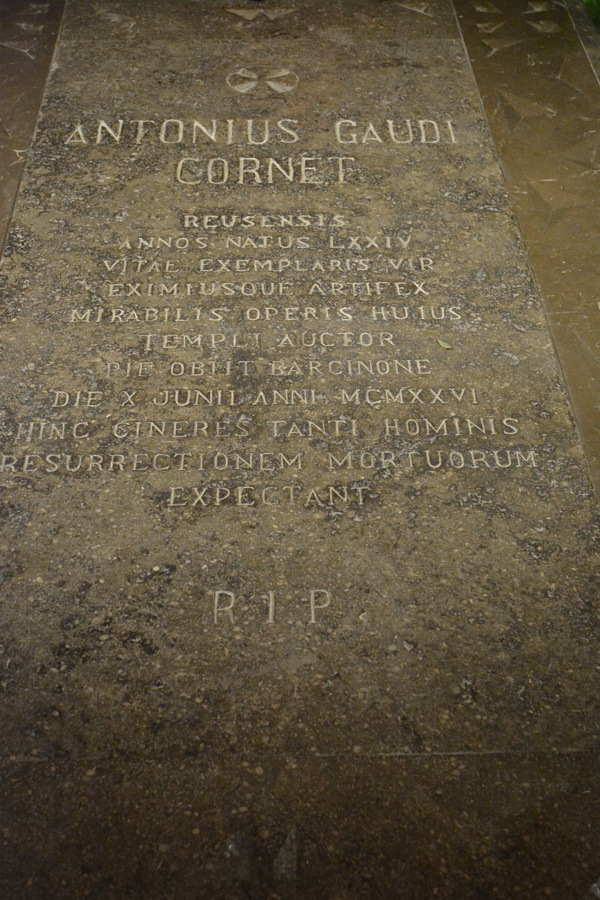 ANTONIUS GAUDI
CORNET
REUSENSIS
ANNOS NATUS LXXIV
VITAE EXEMPLARIS VIR
EXIMIUSQUE ARTIFEX
MIRABILIS OPERIS HUIUS
TEMPLI AUCTOR
PIE OBIIT BARCINONE
DIE X JUNII ANNI MCMXXVI
HINC CINERES TANTI HOMINIS
RESURRECTIONEM MORTUORUM
EXPECTANT
R I P